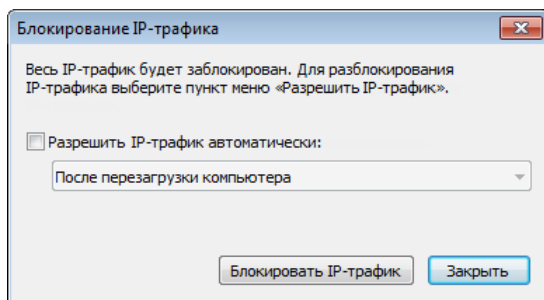 Блокирование IP-трафика
Весь IP-трафик будет заблокирован. Для разблокирования
IP-трафика выберите пункт меню «Разрешить IP-трафик».
Разрешить IP-трафик автоматически:
После перезагрузки компьютера
Блокировать IP-трафик Закрыть